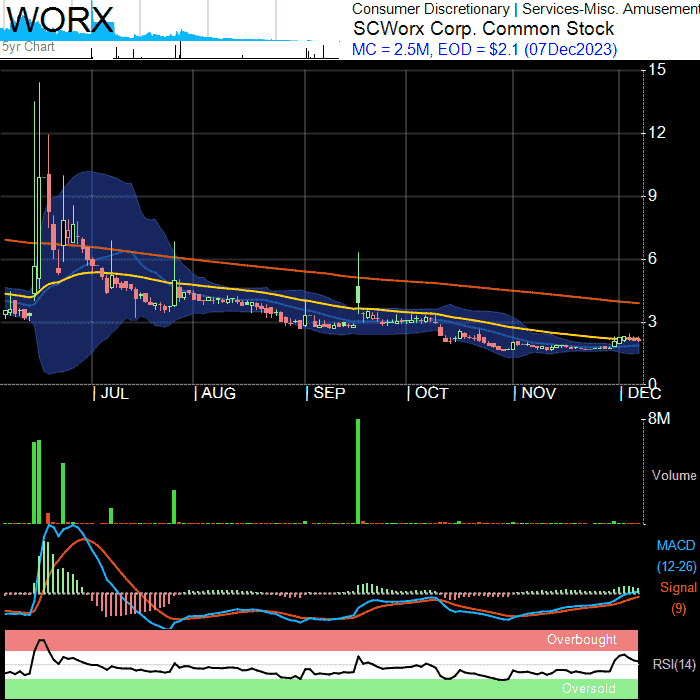 WORX
5yr Chart
Consumer Discretionary | Services-Misc. Amusement
SCWorx Corp. Common Stock
MC = 2.5M, EOD = $2.1 (07Dec2023)
15
12
9
6
3
0
JUL
AUG
SEP
OCT
NOV
DEC
8M
Volume
MACD
(12-26)
Signal
(9)
Overbought
RSI(14)
Oversold